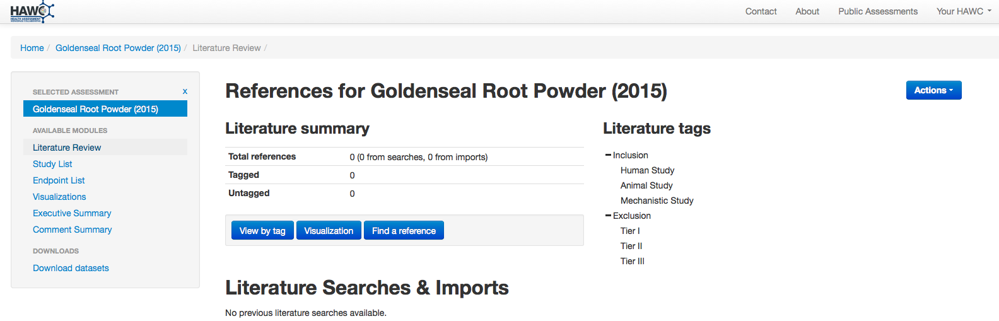 HAWC
HEALTH ASSESSMENT
WORKSPACE COLLABORATIVE
Contact About Public Assessments Your HAWC
Home / Goldenseal Root Powder (2015) / Literature Review /
SELECTED ASSESSMENT X
Goldenseal Root Powder (2015)
AVAILABLE MODULES
Literature Review
Study List
Endpoint List
Visualizations
Executive Summary
Comment Summary
DOWNLOADS
Download datasets
References for Goldenseal Root Powder (2015)
Actions
Literature summary
Total references 0 (0 from searches, 0 from imports)
Tagged 0
Untagged 0
View by tag Visualization Find a reference
Literature tags
Inclusion
Human Study
Animal Study
Mechanistic Study
Exclusion
Tier I
Tier II
Tier III
Literature Searches & Imports
No previous literature searches available.